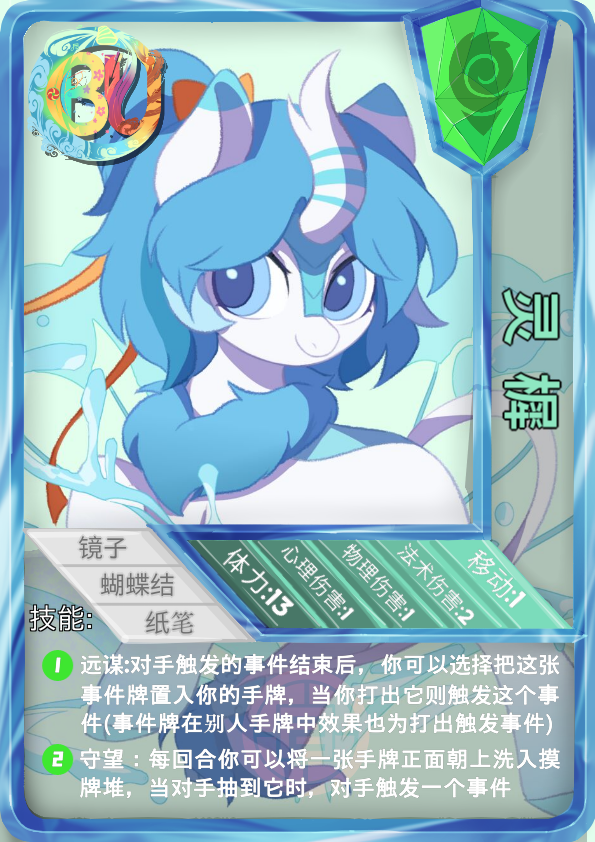 灵樨
镜子
蝴蝶结
纸笔
体力:13
心理伤害:1
物理伤害:1
法术伤害:2
移动:1
技能:
1 远谋:对手触发的事件结束后，你可以选择把这张
事件牌置入你的手牌，当你打出它则触发这个事
件(事件牌在别人手牌中效果也为打出触发事件)
2 守望：每回合你可以将一张手牌正面朝上洗入摸
牌堆，当对手抽到它时，对手触发一个事件